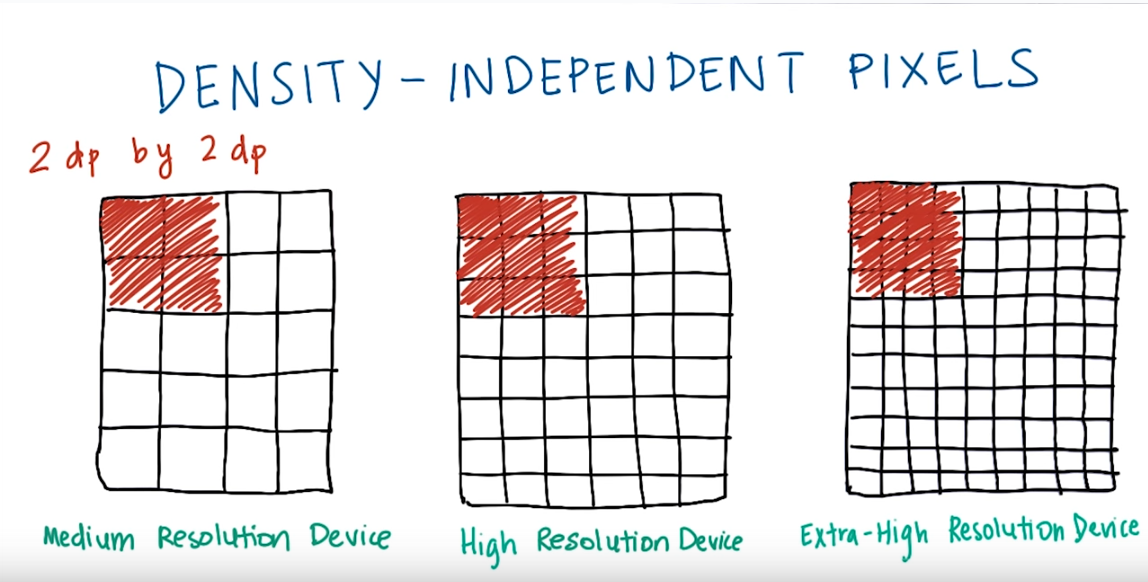 DENSITY-INDEPENDENT PIXELS
2 dp by 2 dp
Medium Resolution Device
High Resolution Device
Extra-High Resolution Device